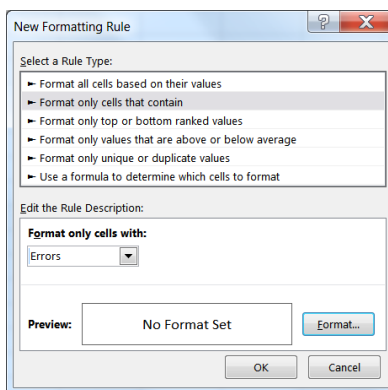 New Formatting Rule
Select a Rule Type:
► Format all cells based on their values
► Format only cells that contain
► Format only top or bottom ranked values
► Format only values that are above or below average
► Format only unique or duplicate values
► Use a formula to determine which cells to format
Edit the Rule Description:
Format only cells with:
Errors
Preview:
No Format Set
Format...
OK
Cancel